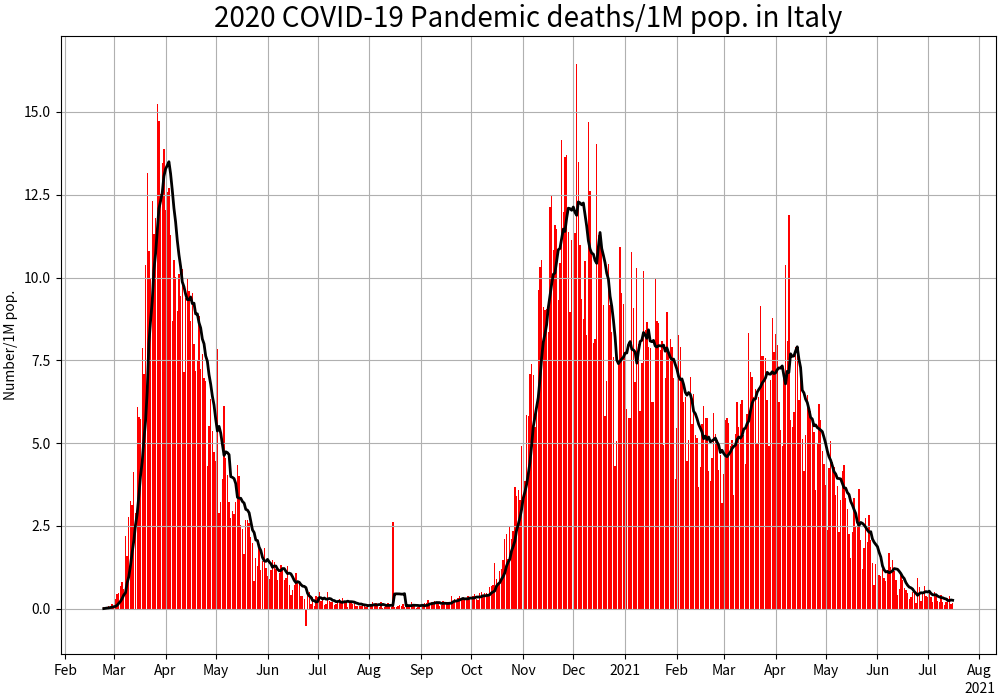 2020 COVID-19 Pandemic deaths/1M pop. in Italy
Number/1M pop.
15.0
12.5
10.0
7.5
5.0
2.5
0.0
Feb Mar Apr May Jun Jul Aug Sep Oct Nov Dec 2021 Feb Mar Apr May Jun Jul Aug
2021